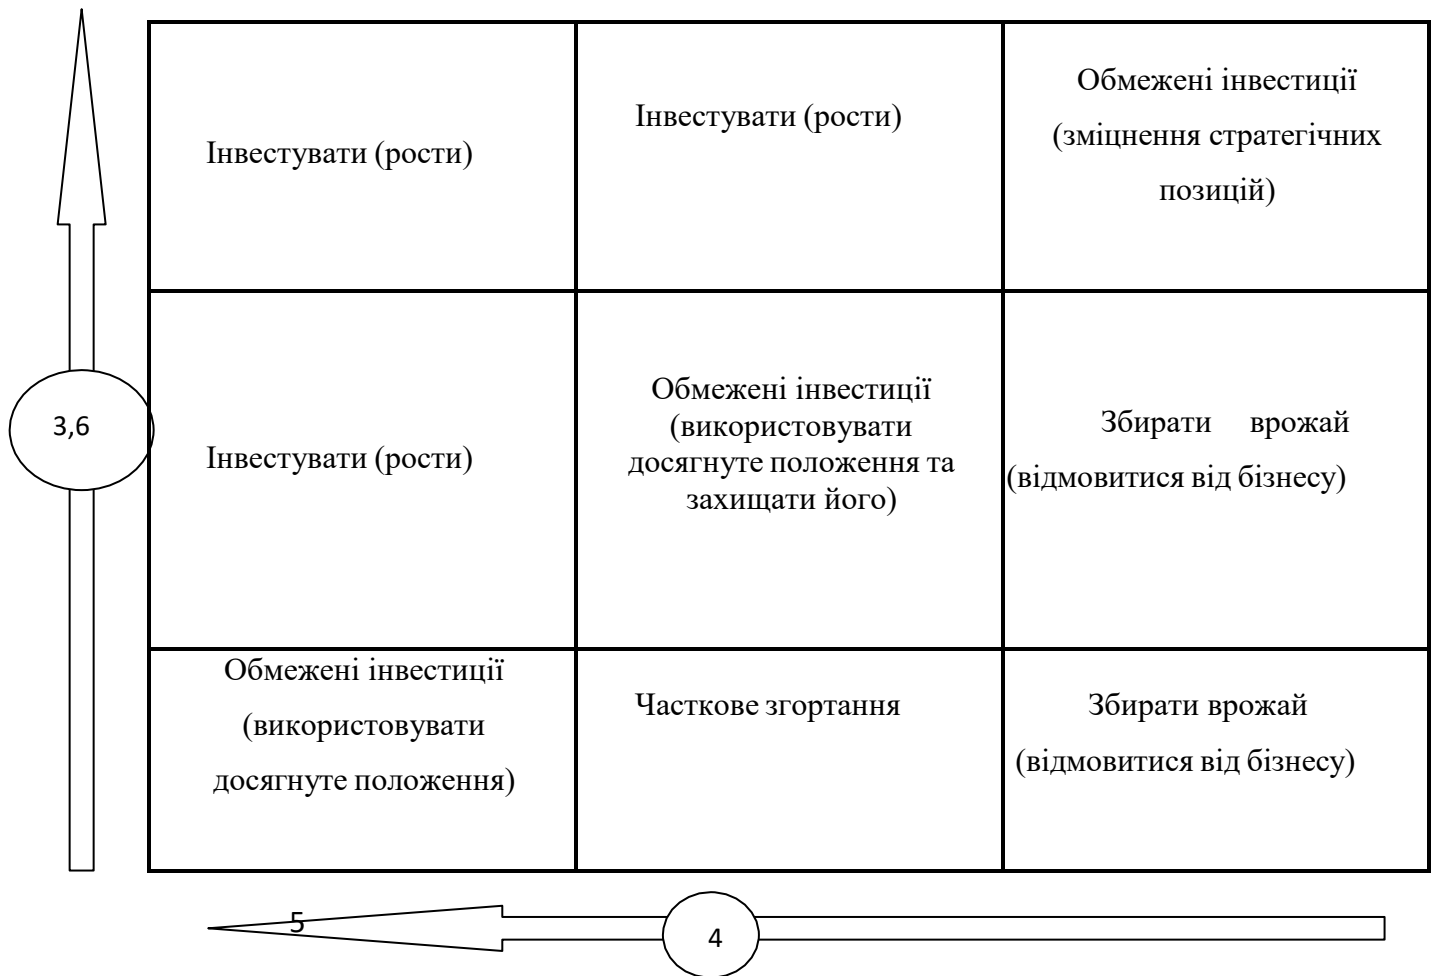 Інвестувати (рости)
Інвестувати (рости)
Обмежені інвестиції
(зміцнення стратегічних
позицій)
3,6
Інвестувати (рости)
Обмежені інвестиції
(використовувати
досягнуте положення та
захищати його)
Збирати врожай
(відмовитися від бізнесу)
Обмежені інвестиції
(використовувати
досягнуте положення)
Часткове згортання
Збирати врожай
(відмовитися від бізнесу)
5
4